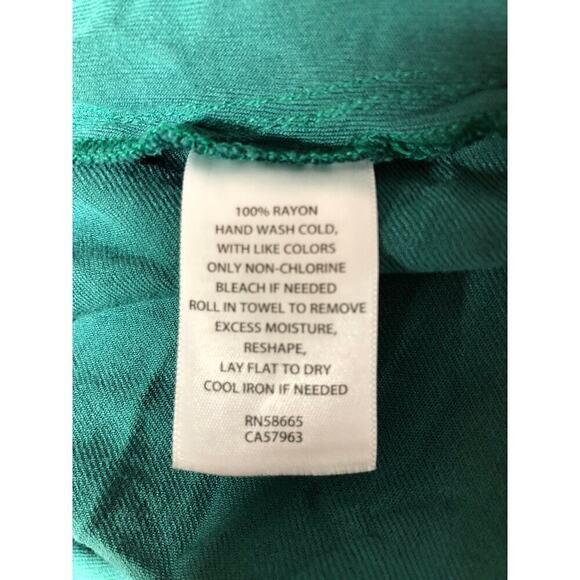 100% RAYON
HAND WASH COLD,
WITH LIKE COLORS
ONLY NON-CHLORINE
BLEACH IF NEEDED
ROLL IN TOWEL TO REMOVE
EXCESS MOISTURE,
RESHAPE,
LAY FLAT TO DRY
COOL IRON IF NEEDED
RN58665
CA57963